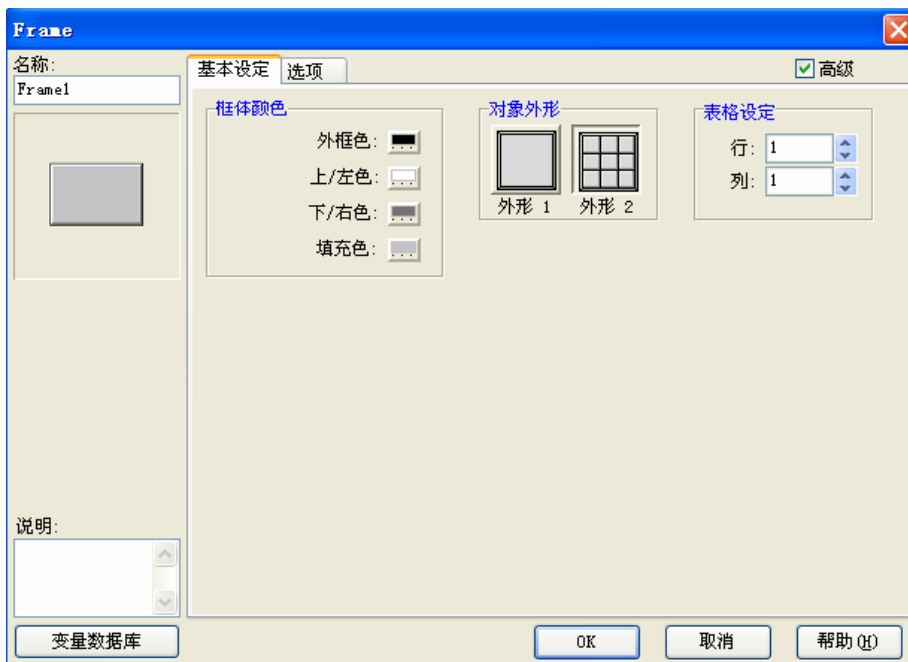 Frame
名称:
Frame1
基本设定
选项
高级
框体颜色
外框色:
上/左色:
下/右色:
填充色:
对象外形
外形 1
外形 2
表格设定
行: 1
列: 1
说明:
变量数据库
OK
取消
帮助(H)